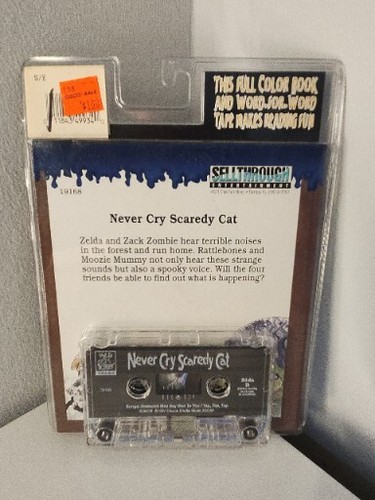 S/E
THIS FULL COLOR BOOK
AND WORD-FOR-WORD
TAPE MAKES READING FUN
SELLTHROUGH
ENTERTAINMENT
19168
Never Cry Scaredy Cat
Zelda and Zack Zombie hear terrible noises
in the forest and run home. Rattlebones and
Moozie Mummy not only hear these strange
sounds but also a spooky voice. Will the four
friends be able to find out what is happening?
Never Cry Scaredy Cat